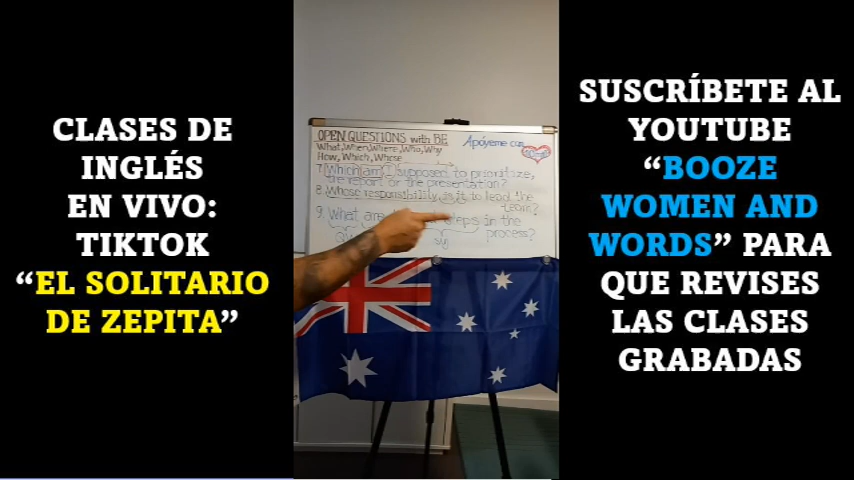 CLASES DE
INGLÉS
EN VIVO:
TIKTOK
“EL SOLITARIO
DE ZEPITA”
OPEN QUESTIONS with BE
What, When, Where, Who, Why
How, Which, Whose
Apóyeme con
7. Which am I supposed to prioritize,
the report or the presentation?
8. Whose responsibility is it to lead the
team?
9. What are steps in the
process?
SUJ
SUSCRÍBETE AL
YOUTUBE
“BOOZE
WOMEN AND
WORDS” PARA
QUE REVISES
LAS CLASES
GRABADAS